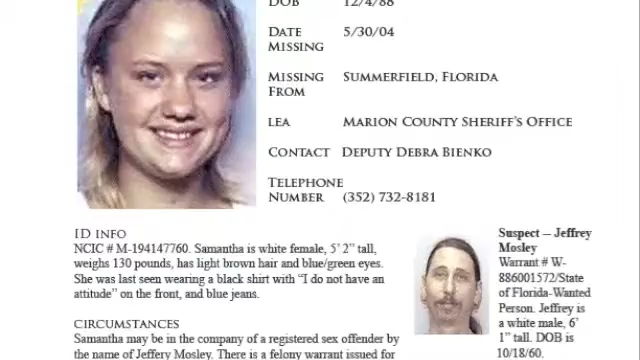 DOB 12/4/88
DATE MISSING 5/30/04
MISSING FROM SUMMERFIELD, FLORIDA
LEA MARION COUNTY SHERIFF'S OFFICE
CONTACT DEPUTY DEBRA BIENKO
TELEPHONE NUMBER (352) 732-8181
ID INFO
NCIC # M-194147760. Samantha is white female, 5' 2" tall,
weighs 130 pounds, has light brown hair and blue/green eyes.
She was last seen wearing a black shirt with "I do not have an
attitude" on the front, and blue jeans.
CIRCUMSTANCES
Samantha may be in the company of a registered sex offender by
the name of Jeffery Mosley. There is a felony warrant issued for
Suspect – Jeffrey
Mosley
Warrant # W-
886001572/State
of Florida-Wanted
Person. Jeffrey is
a white male, 6'
1" tall. DOB is
10/18/60.